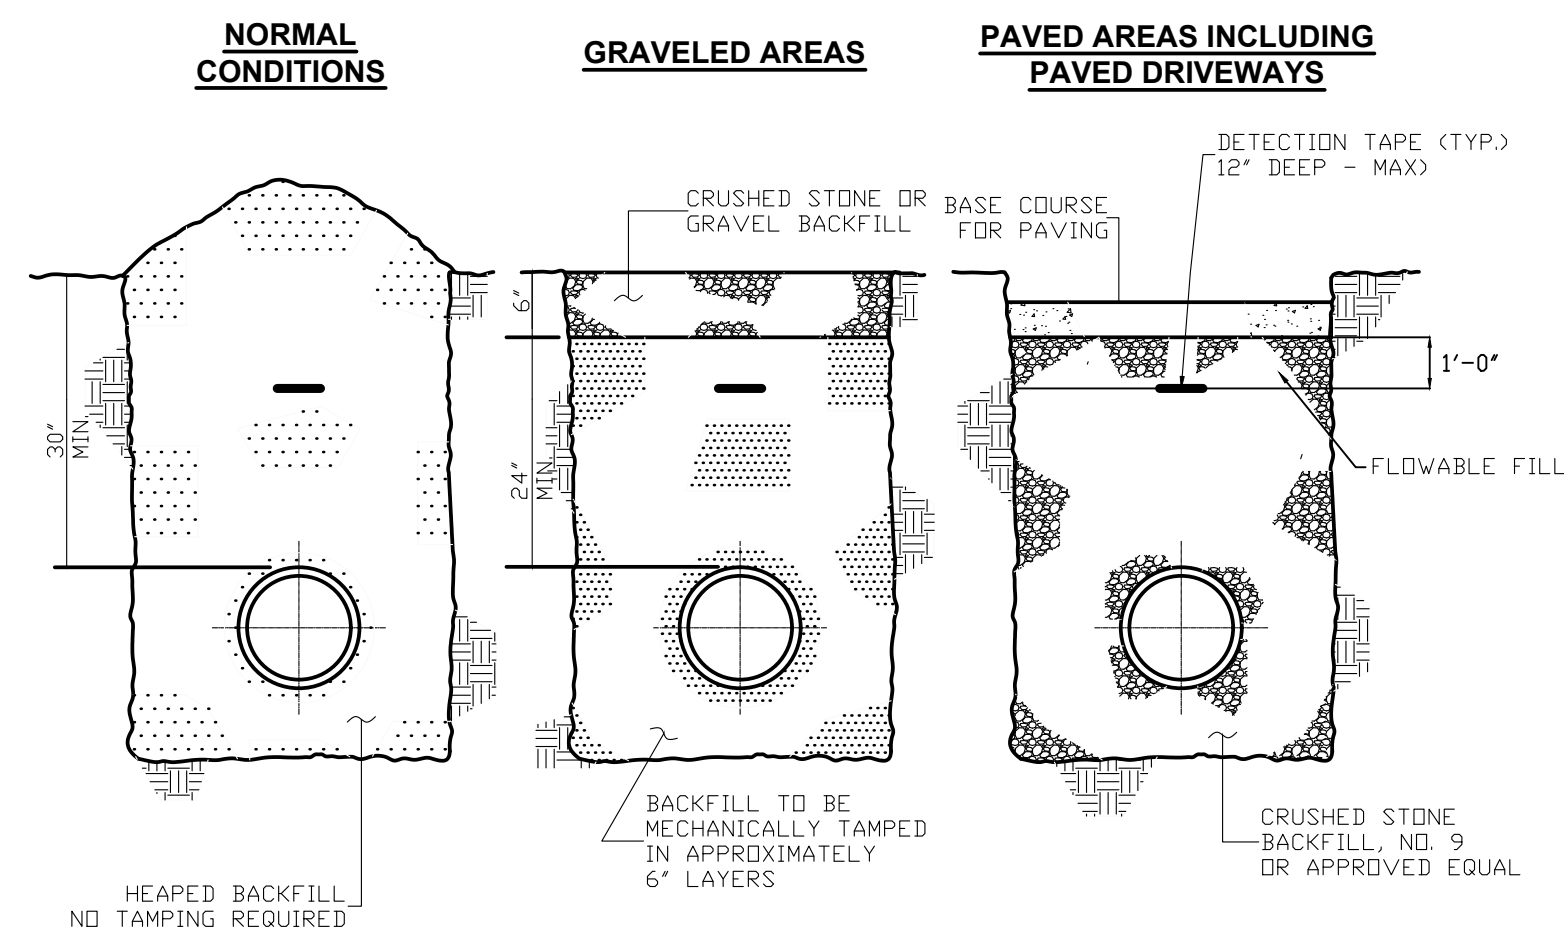 NORMAL
CONDITIONS
GRAVELED AREAS
PAVED AREAS INCLUDING
PAVED DRIVEWAYS
DETECTION TAPE (TYP.)
12" DEEP - MAX)
CRUSHED STONE OR
GRAVEL BACKFILL
BASE COURSE
FOR PAVING
6"
1'-0"
30"
MIN.
24"
MIN.
FLOWABLE FILL
BACKFILL TO BE
MECHANICALLY TAMPED
IN APPROXIMATELY
6" LAYERS
CRUSHED STONE
BACKFILL, NO. 9
OR APPROVED EQUAL
HEAPED BACKFILL
NO TAMPING REQUIRED